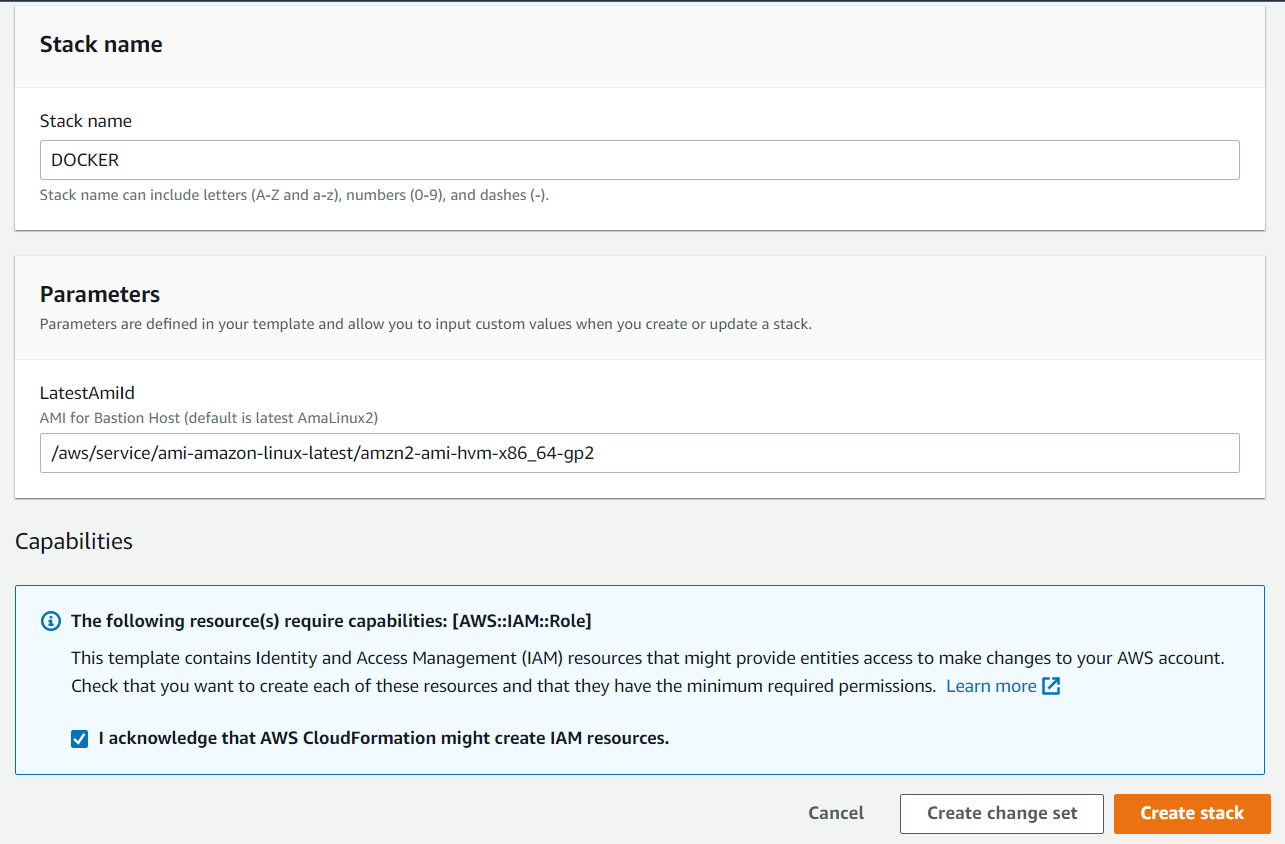 Stack name
Stack name
DOCKER
Stack name can include letters (A-Z and a-z), numbers (0-9), and dashes (-).
Parameters
Parameters are defined in your template and allow you to input custom values when you create or update a stack.
LatestAmiId
AMI for Bastion Host (default is latest AmaLinux2)
/aws/service/ami-amazon-linux-latest/amzn2-ami-hvm-x86_64-gp2
Capabilities
The following resource(s) require capabilities: [AWS::IAM::Role]
This template contains Identity and Access Management (IAM) resources that might provide entities access to make changes to your AWS account.
Check that you want to create each of these resources and that they have the minimum required permissions. Learn more
I acknowledge that AWS CloudFormation might create IAM resources.
Cancel
Create change set
Create stack